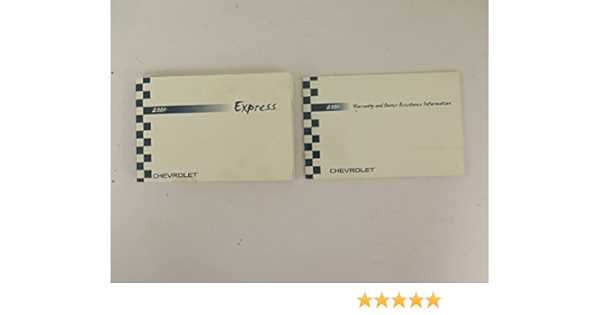 Express
CHEVROLET
Warranty and Owner Assistance Information
CHEVROLET